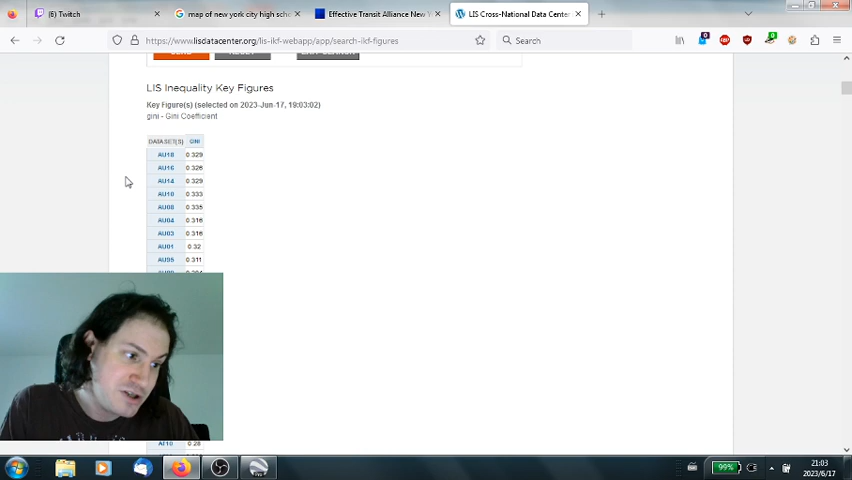 (6) Twitch
map of new york city high scho
Effective Transit Alliance New Y
LIS Cross-National Data Center
https://www.lisdatacenter.org/lis-ikf-webapp/app/search-ikf-figures
Search
LIS Inequality Key Figures
Key Figure(s) (selected on 2023-Jun-17, 19:03:02)
gini - Gini Coefficient
DATASET(S) GINI
AU18 0.329
AU16 0.326
AU14 0.329
AU10 0.333
AU08 0.335
AU04 0.316
AU03 0.316
AU01 0.32
AU95 0.311
0.28
99%
21:03
2023/6/17